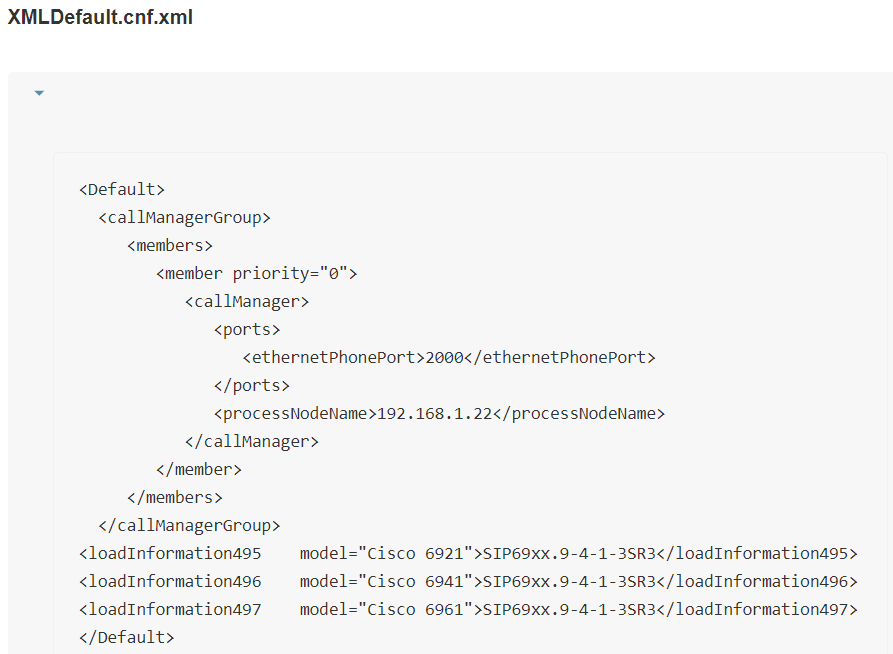 XMLDefault.cnf.xml
<Default>
  <callManagerGroup>
     <members>
        <member priority="0">
           <callManager>
              <ports>
                 <ethernetPhonePort>2000</ethernetPhonePort>
              </ports>
              <processNodeName>192.168.1.22</processNodeName>
           </callManager>
        </member>
     </members>
  </callManagerGroup>
<loadInformation495    model="Cisco 6921">SIP69xx.9-4-1-3SR3</loadInformation495>
<loadInformation496    model="Cisco 6941">SIP69xx.9-4-1-3SR3</loadInformation496>
<loadInformation497    model="Cisco 6961">SIP69xx.9-4-1-3SR3</loadInformation497>
</Default>